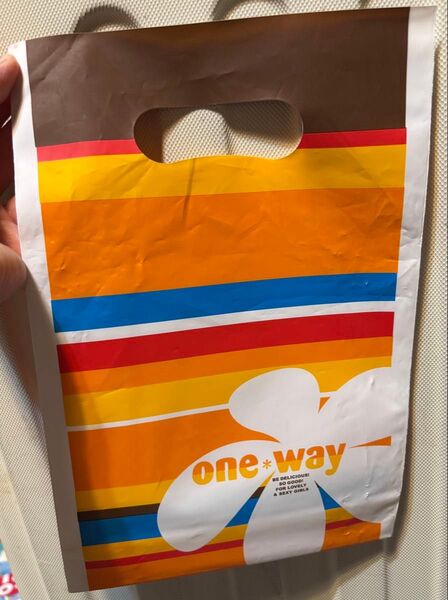 one*way
BE DELICIOUS!
SO GOOD!
FOR LOVELY
& SEXY GIRLS